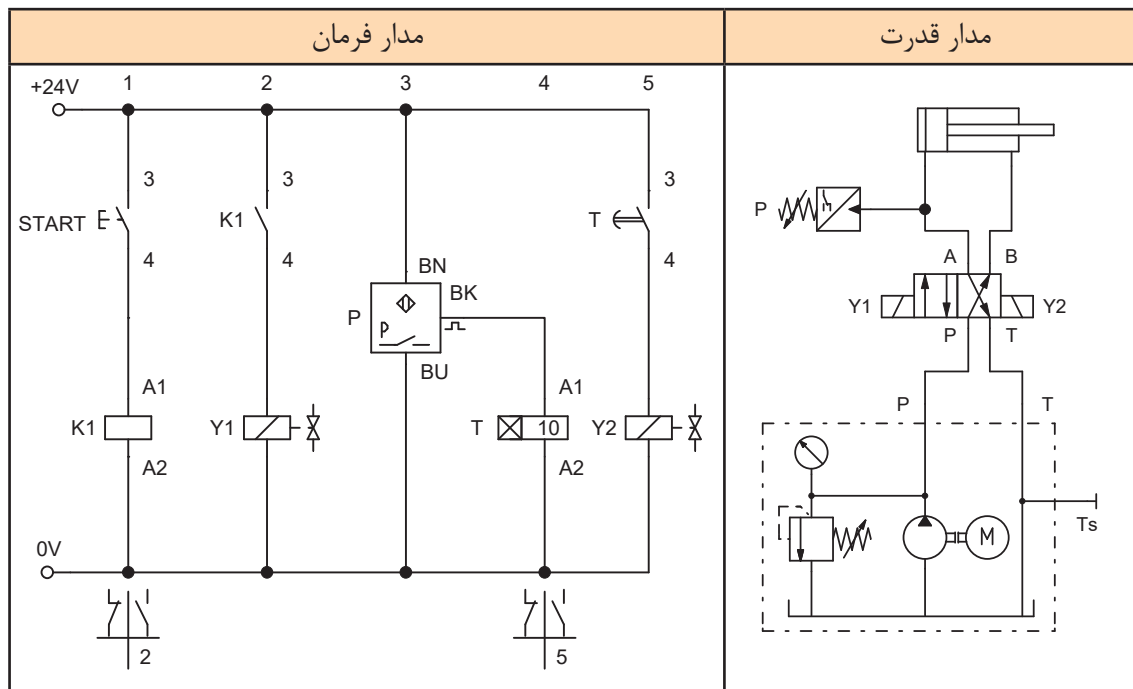 مدار فرمان
مدار قدرت
+24V 1 2 3 4 5
3 3 3
START K1 T
4 4 4
BN
BK
P
BU
A1 A1
K1 Y1 T 10 Y2
A2 A2
0V
2 5
P
A B
Y1 Y2
P T
P T
M
Ts